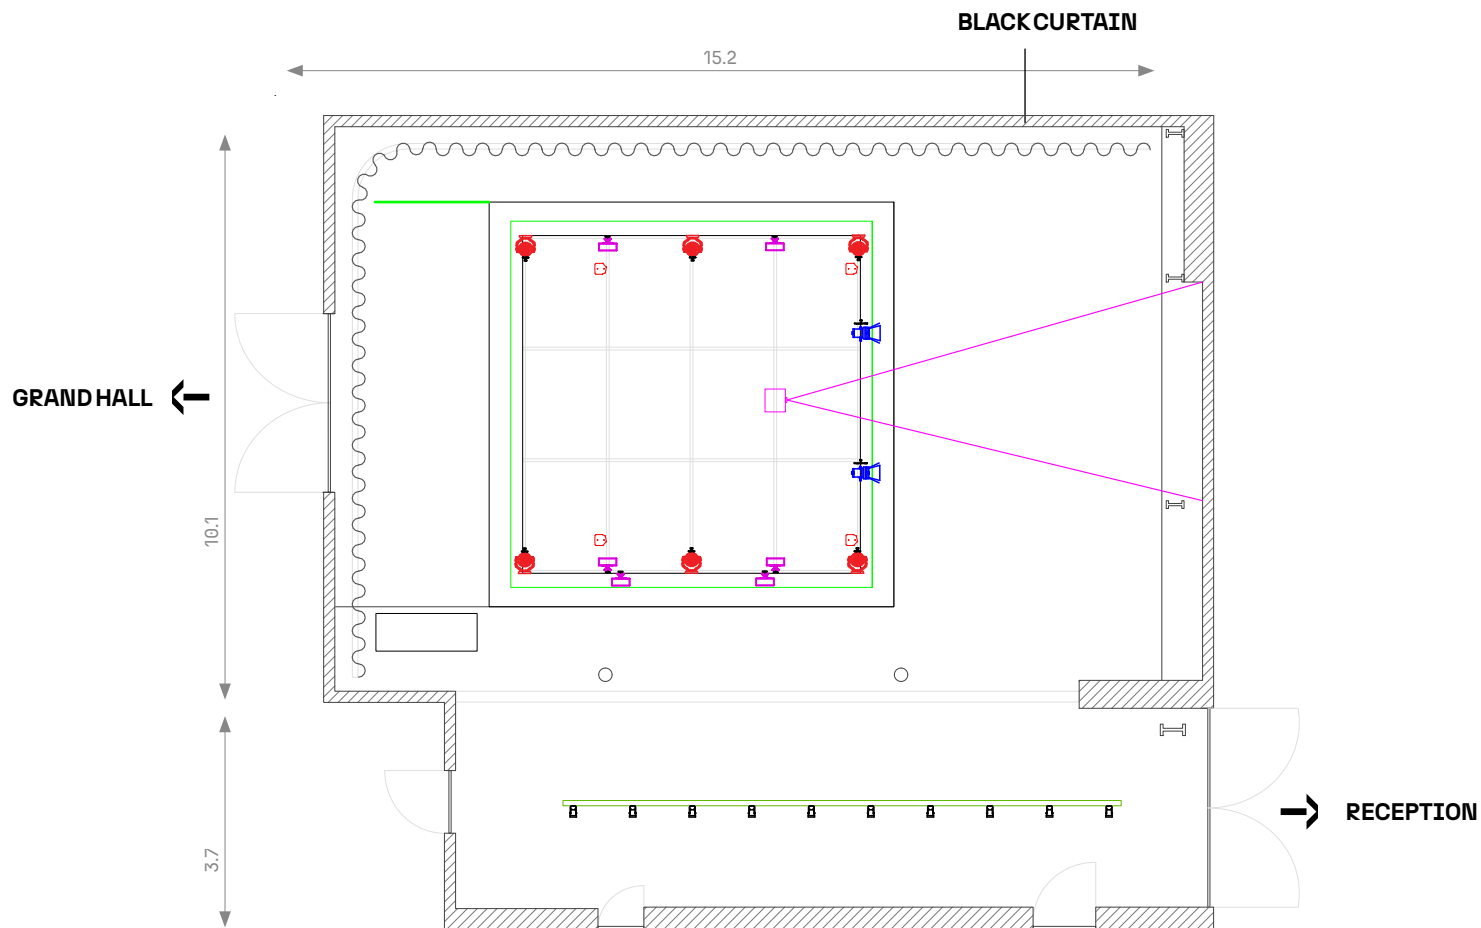 BLACK CURTAIN
15.2
GRAND HALL
10.1
3.7
RECEPTION